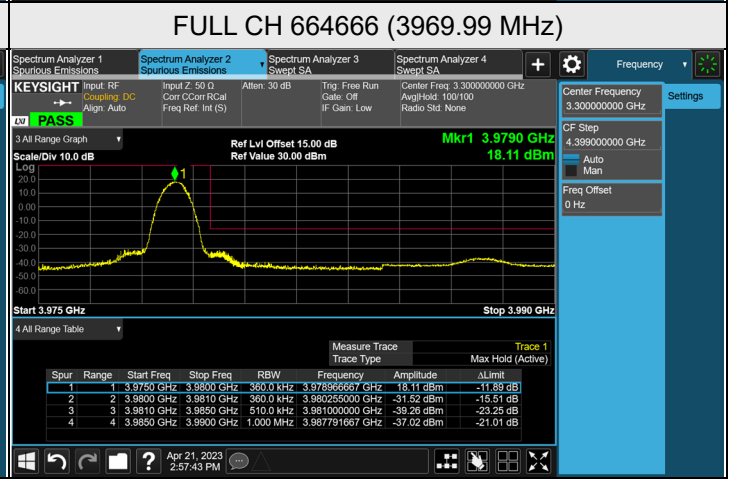 FULL CH 664666 (3969.99 MHz)
Spectrum Analyzer 1
Spurious Emissions
Spectrum Analyzer 2
Spurious Emissions
Spectrum Analyzer 3
Swept SA
Spectrum Analyzer 4
Swept SA
+
Frequency
KEYSIGHT
Input: RF
Coupling: DC
Align: Auto
Input Z: 50 Ω
Corr CCorr RCal
Freq Ref: Int (S)
Atten: 30 dB
Trig: Free Run
Gate: Off
IF Gain: Low
Center Freq: 3.300000000 GHz
Avg|Hold: 100/100
Radio Std: None
LXI PASS
Center Frequency
3.300000000 GHz
Settings
CF Step
4.399000000 GHz
Auto
Man
Freq Offset
0 Hz
3 All Range Graph
Scale/Div 10.0 dB
Ref Lvl Offset 15.00 dB
Ref Value 30.00 dBm
Mkr1 3.9790 GHz
18.11 dBm
Log
1
20.0
10.0
0.00
-10.0
-20.0
-30.0
-40.0
-50.0
-60.0
Start 3.975 GHz Stop 3.990 GHz
4 All Range Table
Measure Trace Trace 1
Trace Type Max Hold (Active)
Spur Range Start Freq Stop Freq RBW Frequency Amplitude ΔLimit
1 1 3.9750 GHz 3.9800 GHz 360.0 kHz 3.978966667 GHz 18.11 dBm -11.89 dB
2 2 3.9800 GHz 3.9810 GHz 360.0 kHz 3.980255000 GHz -31.52 dBm -15.51 dB
3 3 3.9810 GHz 3.9850 GHz 510.0 kHz 3.981000000 GHz -39.26 dBm -23.25 dB
4 4 3.9850 GHz 3.9900 GHz 1.000 MHz 3.987791667 GHz -37.02 dBm -21.01 dB
?
Apr 21, 2023
2:57:43 PM